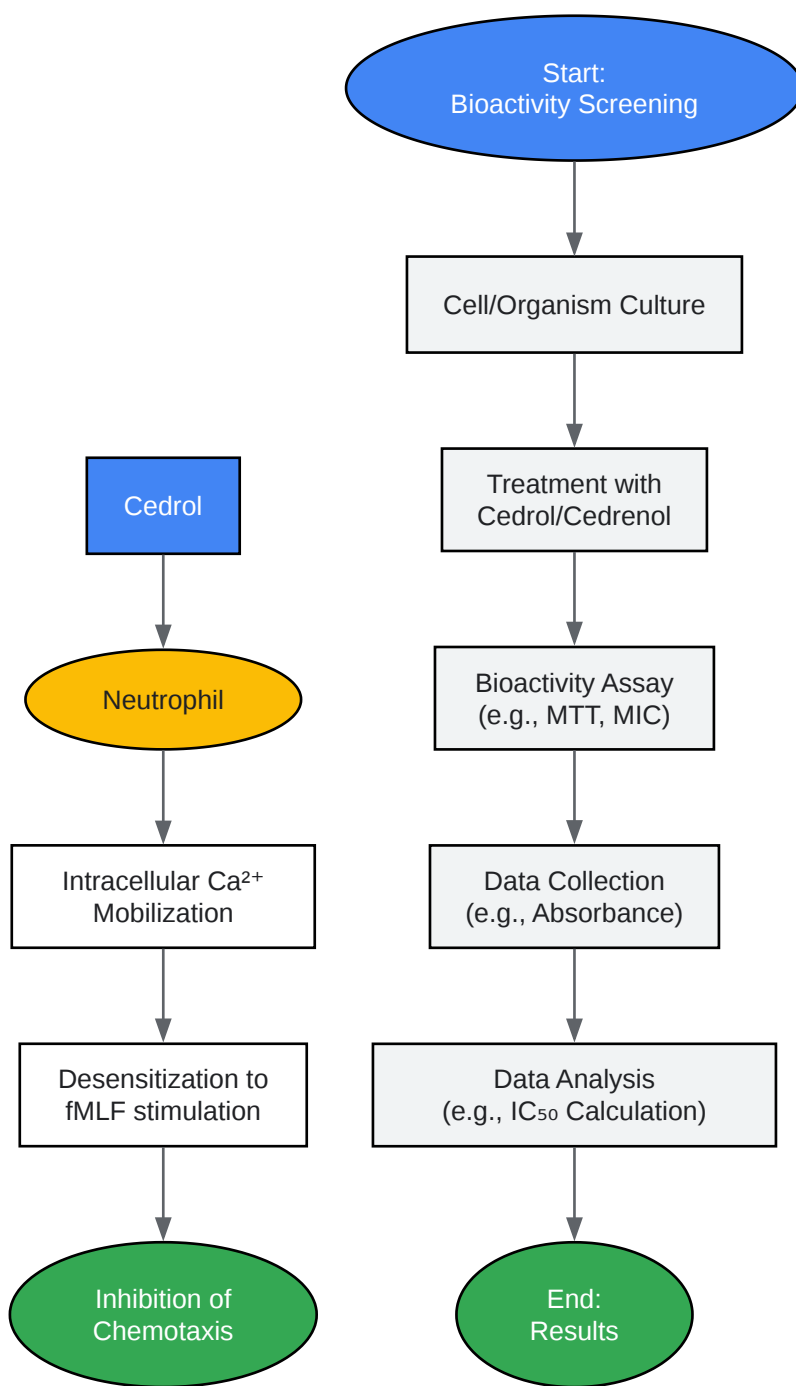 Start:
Bioactivity Screening
Cell/Organism Culture
Treatment with
Cedrol/Cedrenol
Bioactivity Assay
(e.g., MTT, MIC)
Data Collection
(e.g., Absorbance)
Data Analysis
(e.g., IC₅₀ Calculation)
End:
Results
Cedrol
Neutrophil
Intracellular Ca²⁺
Mobilization
Desensitization to
fMLF stimulation
Inhibition of
Chemotaxis